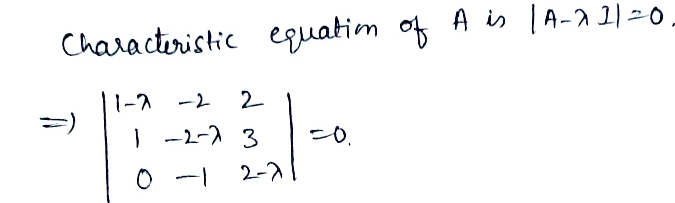 Characteristic equation of A is |A-λI|=0.
=> | 1-λ -2 2 |
| 1 -2-λ 3 | =0.
| 0 -1 2-λ |